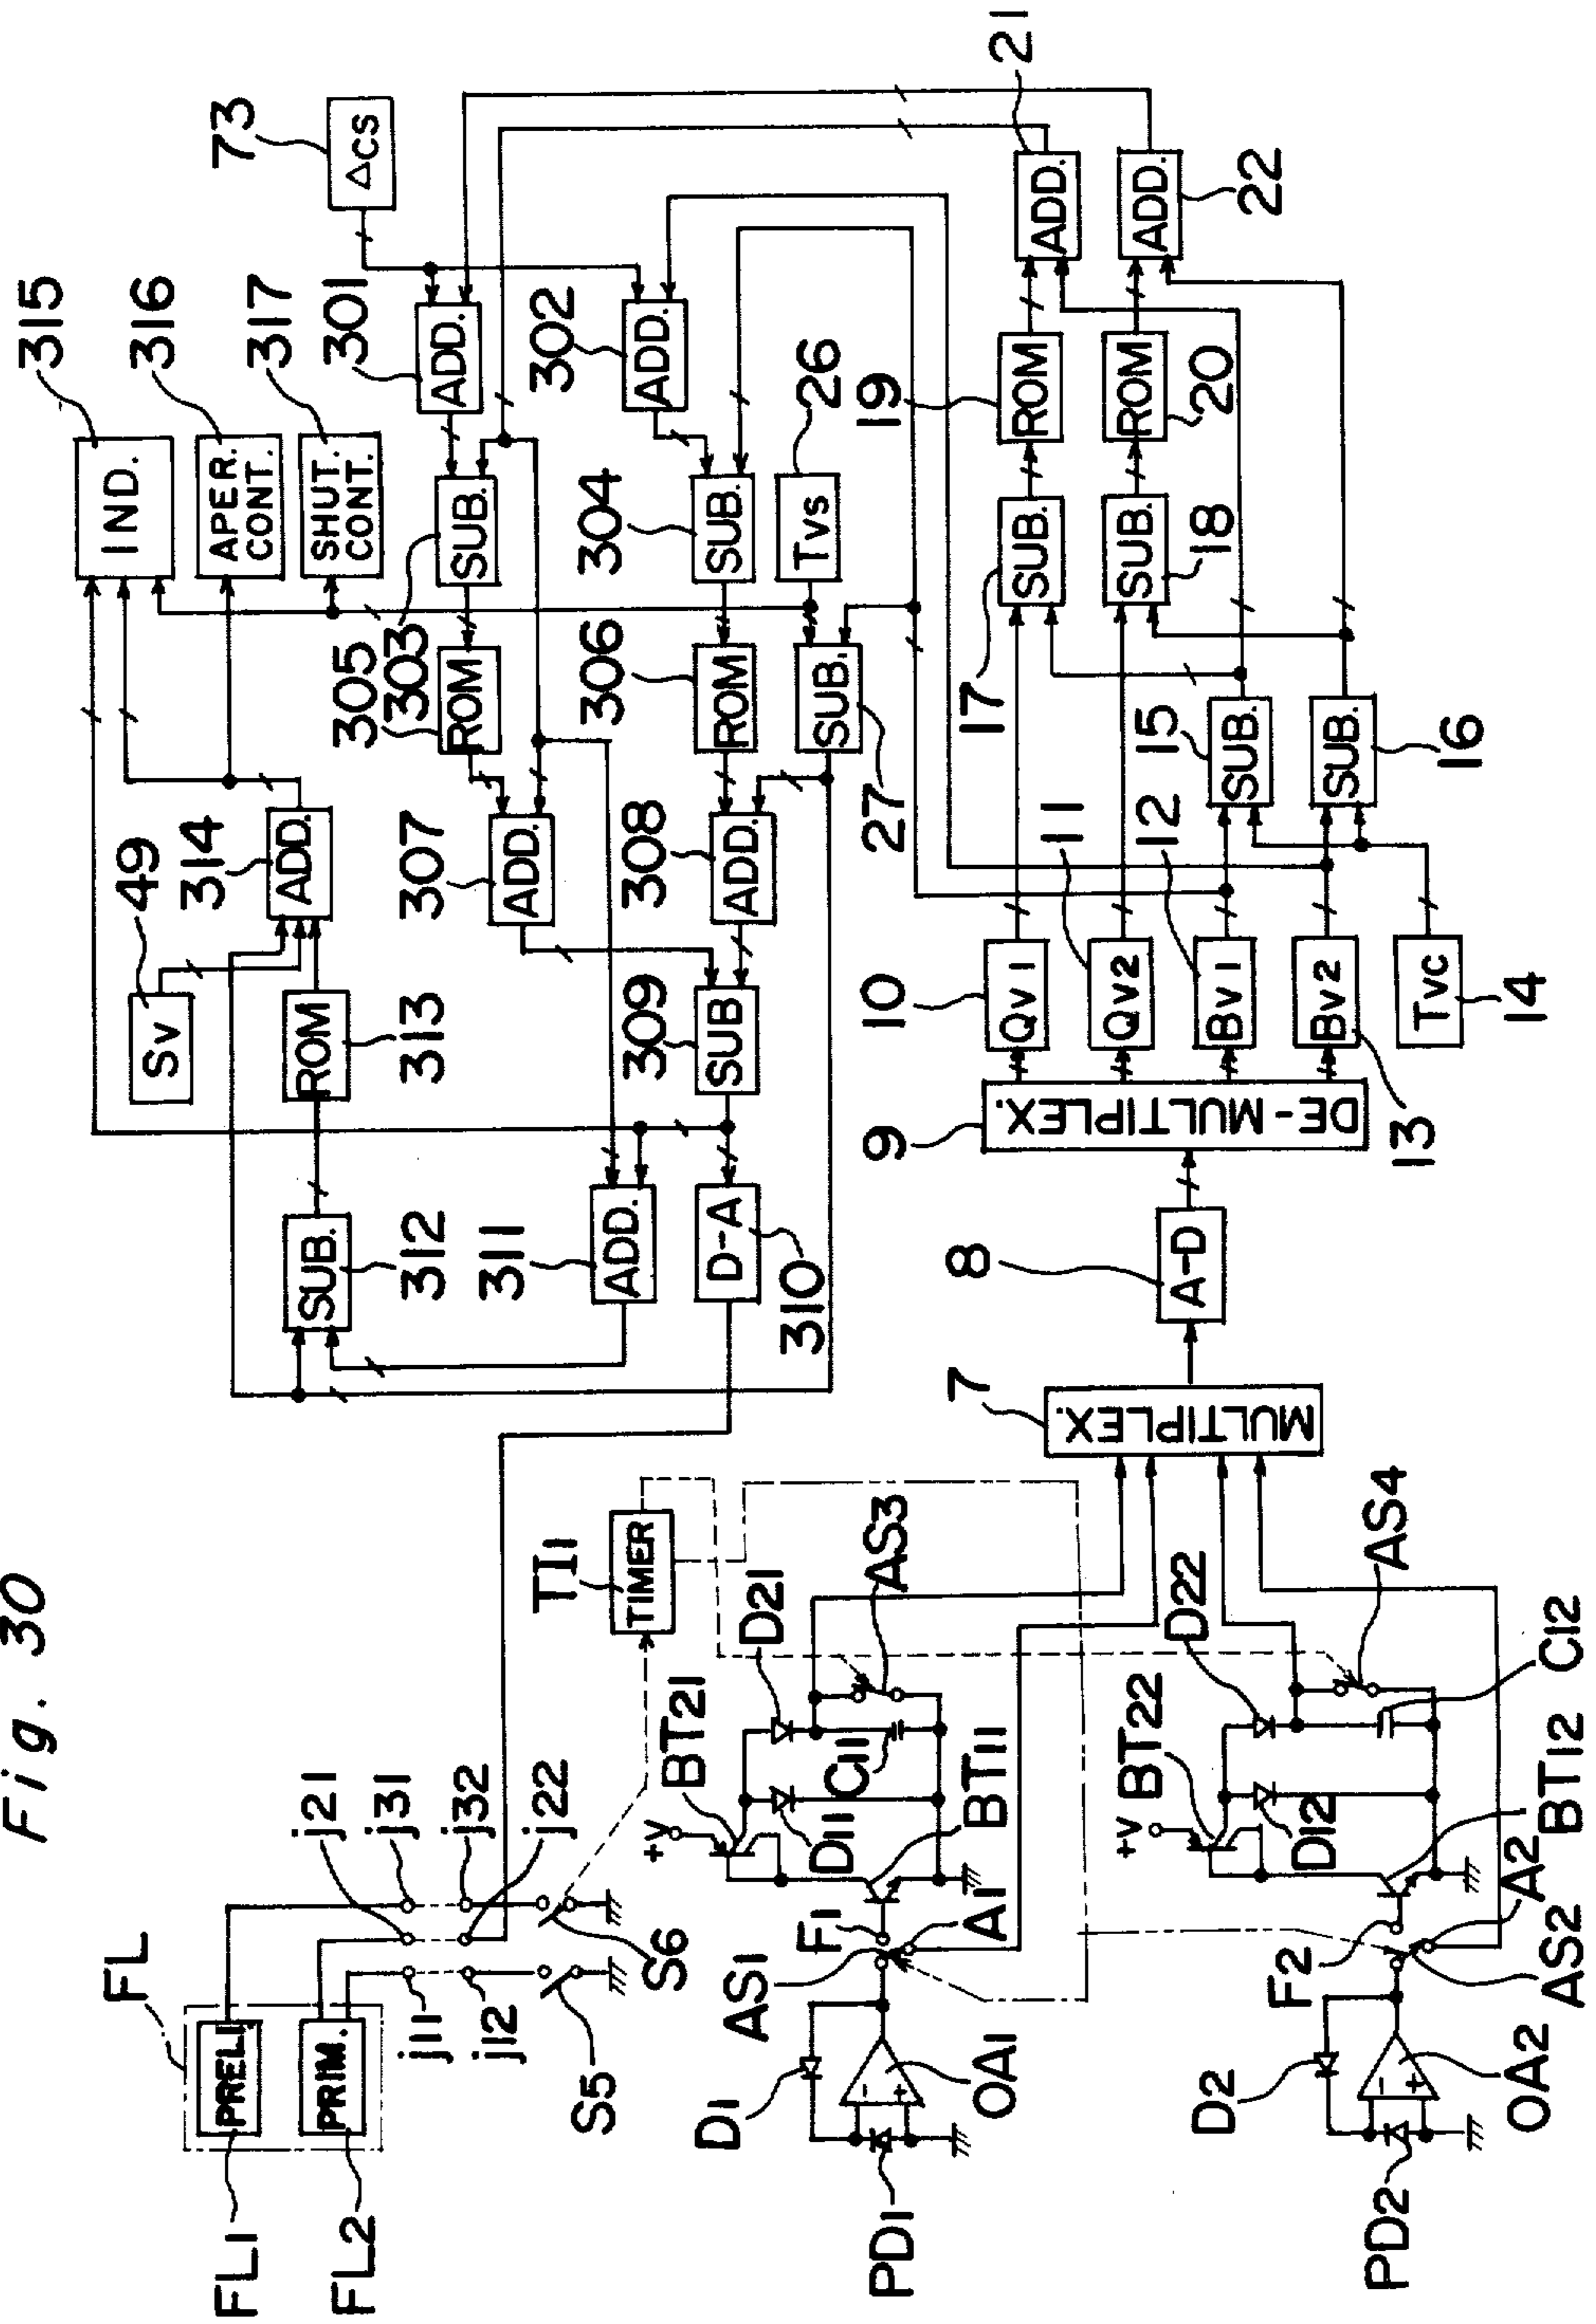 Fig. 30
FL
FL1
FL2
PRELI.
PRIM.
j11
j12
j21
j31
j32
j22
S5
S6
TI1
TIMER
D1
PD1
OA1
AS1
F1
A1
+V
BT21
D11
D21
C11
BT11
AS3
D2
PD2
OA2
F2
AS2
A2
+V
BT22
D12
D22
BT12
C12
AS4
7
MULTIPLEX.
8
A-D
9
DE-MULTIPLEX.
10
Qv1
11
Qv2
12
Bv1
13
Bv2
14
Tvc
15
SUB.
16
SUB.
17
SUB.
18
SUB.
19
ROM
20
ROM
21
ADD.
22
ADD.
26
Tvs
27
SUB.
49
Sv
73
△CS
301
ADD.
302
ADD.
303
SUB.
304
SUB.
305
ROM
306
ROM
307
ADD.
308
ADD.
309
SUB
310
D-A
311
ADD.
312
SUB.
313
ROM
314
ADD.
315
IND.
316
APER.
CONT.
317
SHUT.
CONT.